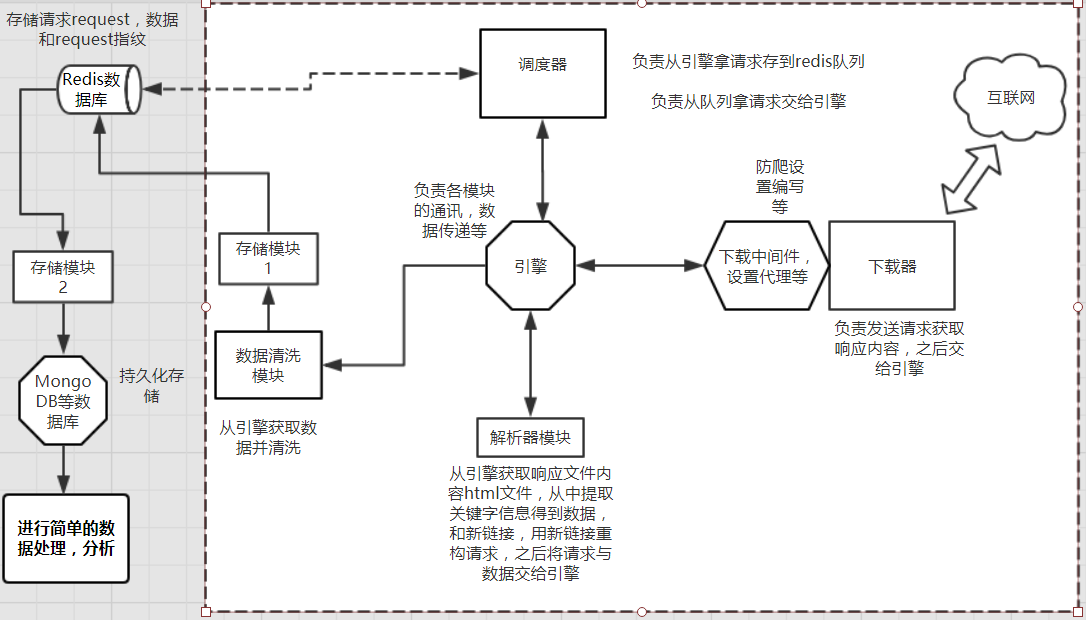 存储请求request，数据
和request指纹
Redis数
据库
调度器
负责从引擎拿请求存到redis队列
负责从队列拿请求交给引擎
互联网
防爬设
置编写
等
负责各模块
的通讯，数
据传递等
存储模块
1
存储模块
2
引擎
下载中间件，
设置代理等
下载器
负责发送请求获取
响应内容，之后交
给引擎
数据清洗
模块
Mongo
DB等数
据库
持久化存
储
从引擎获取数
据并清洗
解析器模块
从引擎获取响应文件内
容html文件，从中提取
关键字信息得到数据，
和新链接，用新链接重
构请求，之后将请求与
数据交给引擎
进行简单的数
据处理，分析